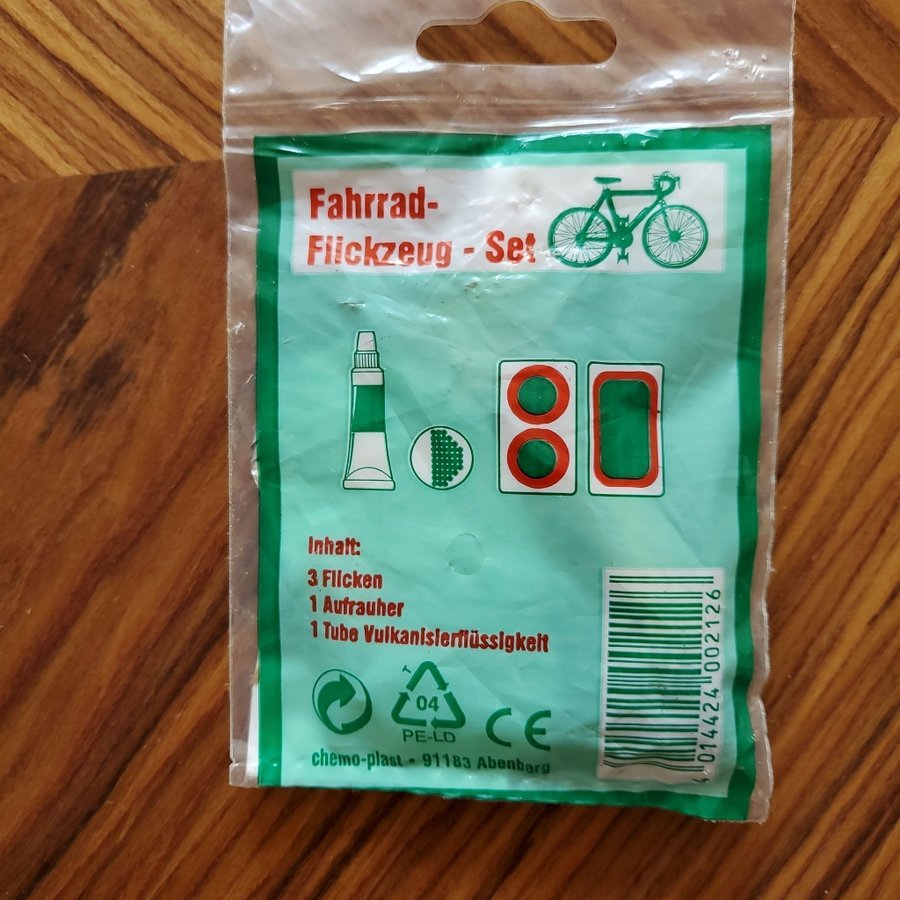 Fahrrad-
Flickzeug - Set
Inhalt:
3 Flicken
1 Aufrauher
1 Tube Vulkanisierflüssigkeit
04
PE-LD
CE
chemo-plast • 91183 Abenberg
4 014424 002126